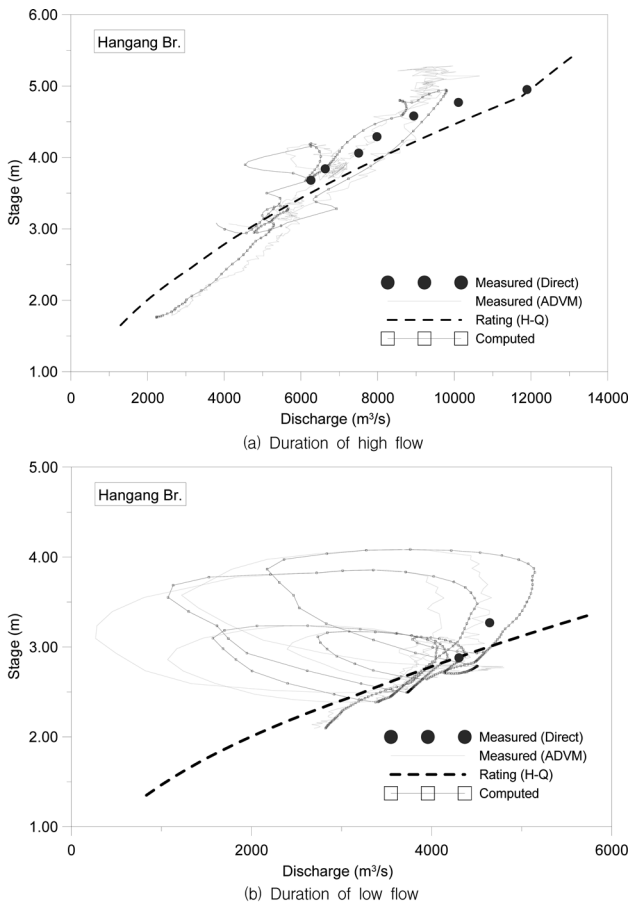 6.00
Hangang Br.
5.00
4.00
3.00
2.00
1.00
Stage (m)
Measured (Direct)
Measured (ADVM)
Rating (H-Q)
Computed
0 2000 4000 6000 8000 10000 12000 14000
Discharge (m³/s)
(a) Duration of high flow
5.00
Hangang Br.
4.00
3.00
2.00
1.00
Stage (m)
Measured (Direct)
Measured (ADVM)
Rating (H-Q)
Computed
0 2000 4000 6000
Discharge (m³/s)
(b) Duration of low flow